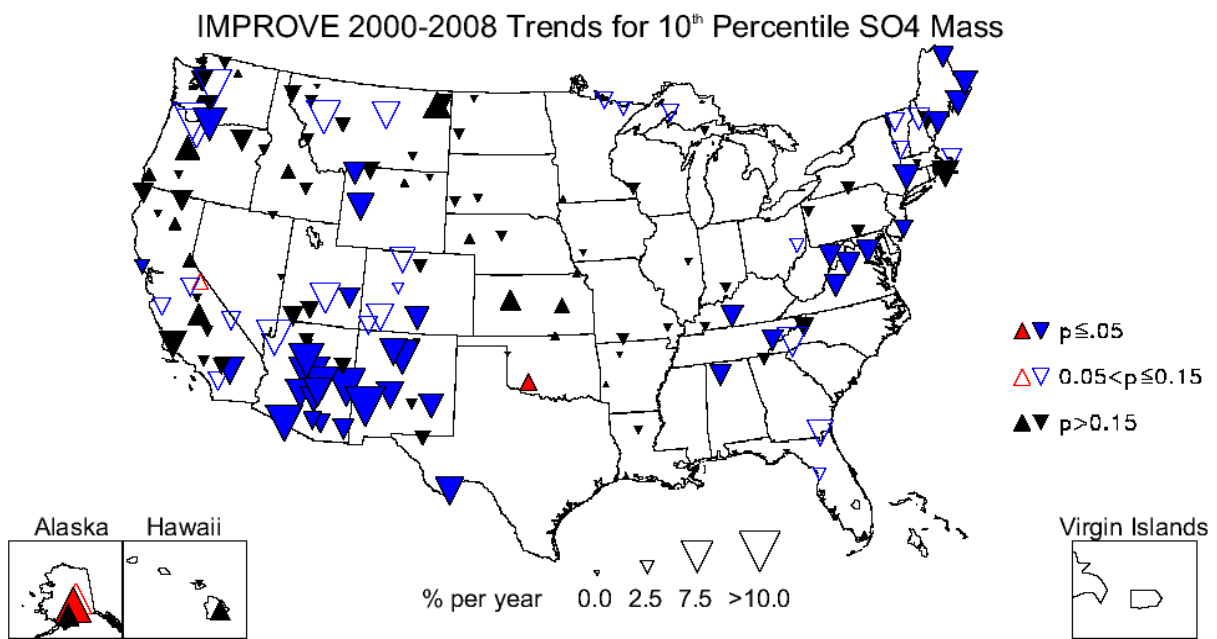 IMPROVE 2000-2008 Trends for 10th Percentile SO4 Mass
p≦.05
0.05<p≦0.15
p>0.15
Alaska
Hawaii
Virgin Islands
% per year 0.0 2.5 7.5 >10.0